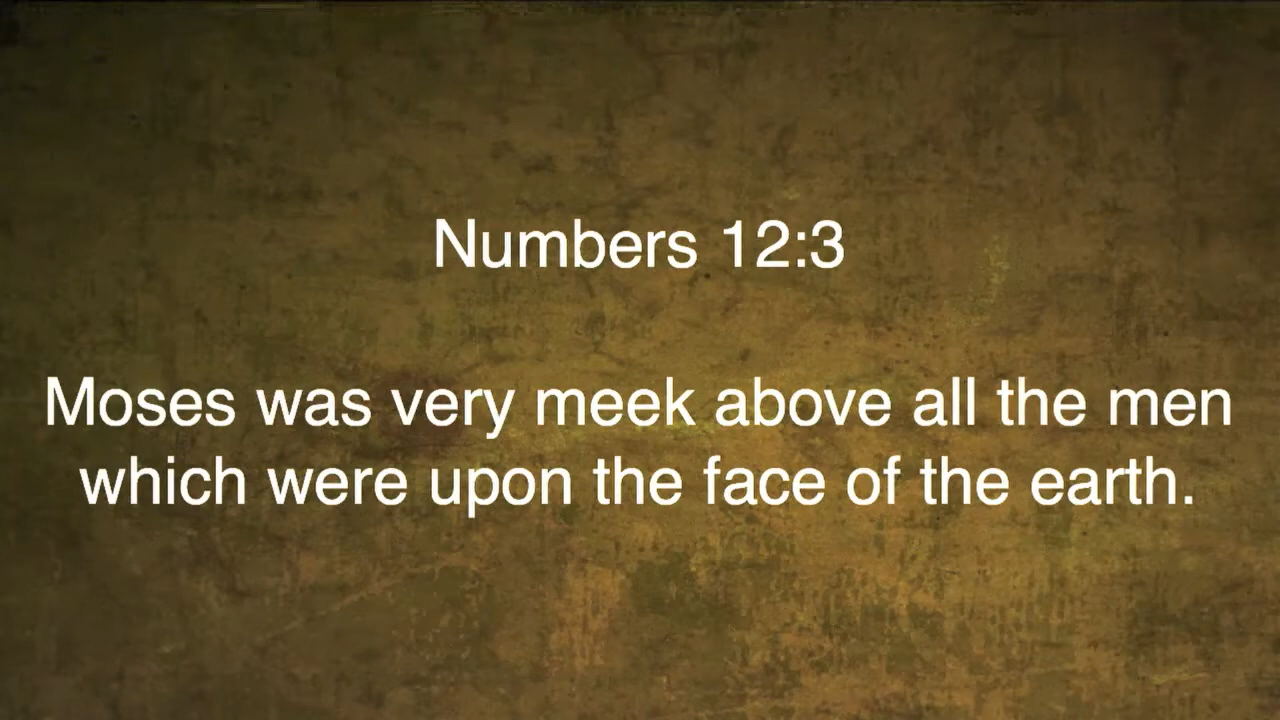 Numbers 12:3
Moses was very meek above all the men
which were upon the face of the earth.